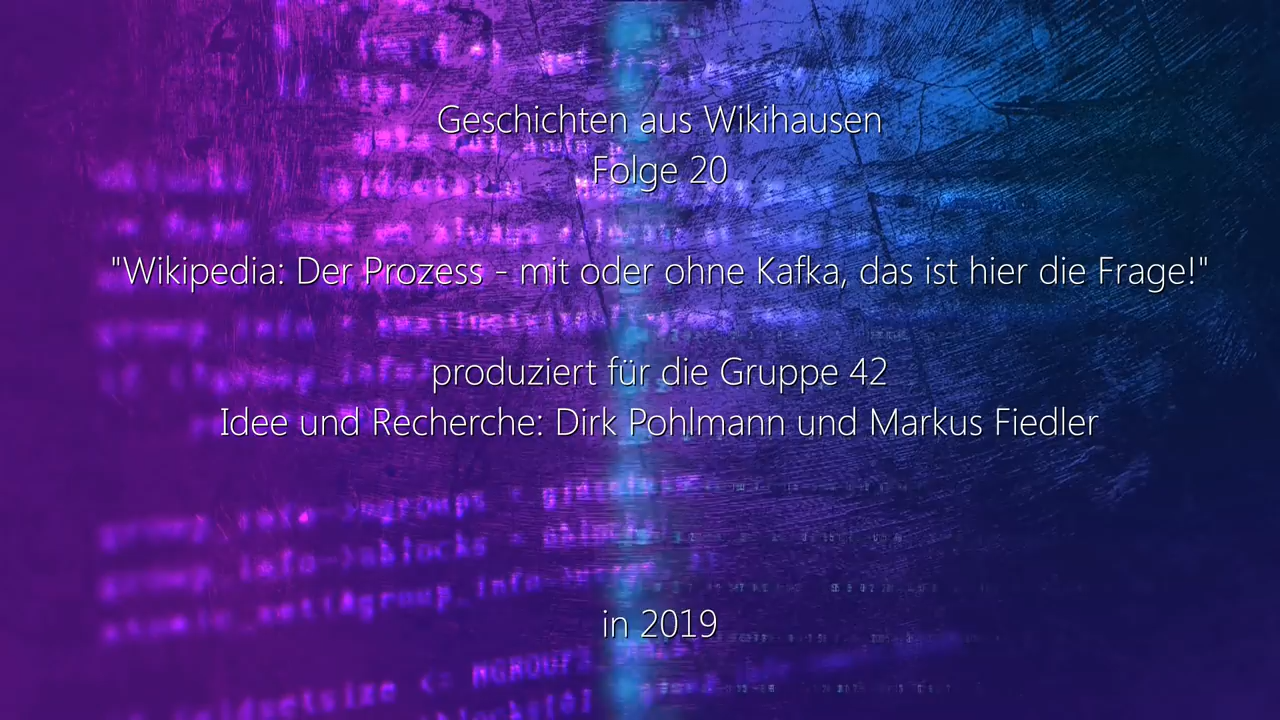 Geschichten aus Wikihausen
Folge 20
"Wikipedia: Der Prozess - mit oder ohne Kafka, das ist hier die Frage!"
produziert für die Gruppe 42
Idee und Recherche: Dirk Pohlmann und Markus Fiedler
in 2019